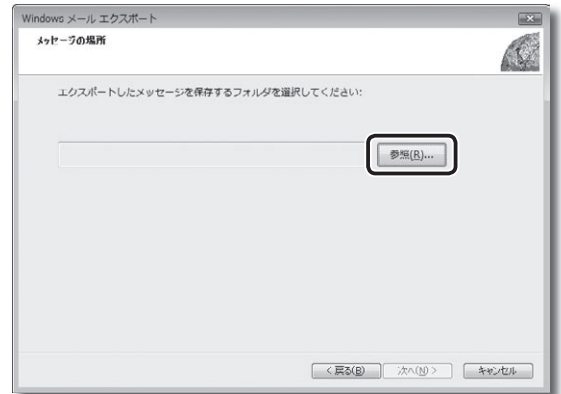 Windows メール エクスポート
メッセージの場所
エクスポートしたメッセージを保存するフォルダを選択してください:
参照(R)...
< 戻る(B)
次へ(N) >
キャンセル